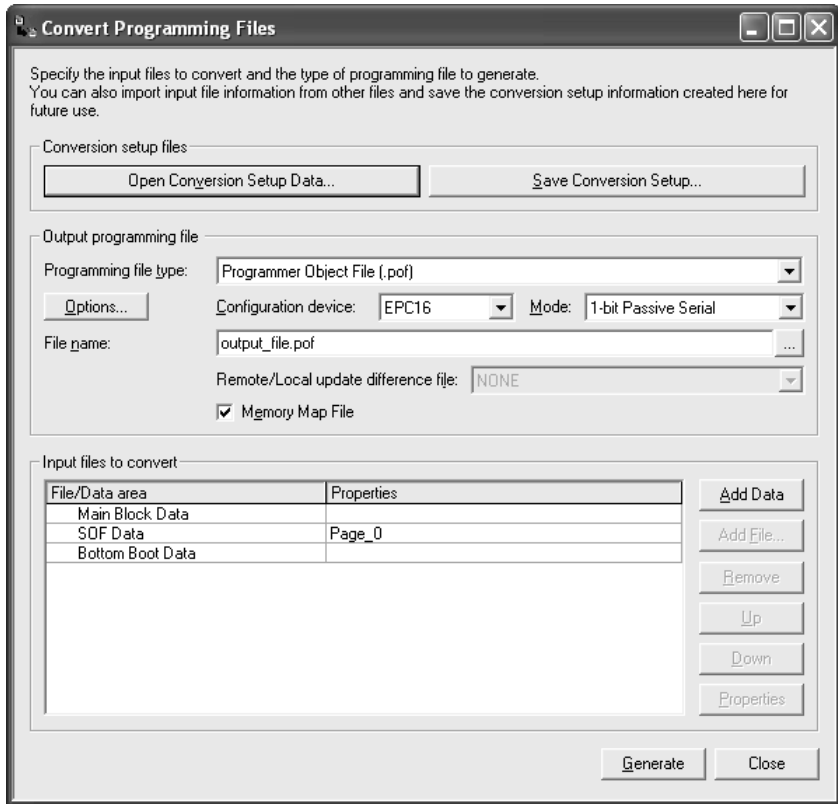 Convert Programming Files
Specify the input files to convert and the type of programming file to generate.
You can also import input file information from other files and save the conversion setup information created here for
future use.
Conversion setup files
Open Conversion Setup Data...
Save Conversion Setup...
Output programming file
Programming file type:
Programmer Object File (.pof)
Options...
Configuration device:
EPC16
Mode:
1-bit Passive Serial
File name:
output_file.pof
...
Remote/Local update difference file:
NONE
Memory Map File
Input files to convert
File/Data area
Properties
Add Data
Main Block Data
SOF Data
Page_0
Add File...
Bottom Boot Data
Remove
Up
Down
Properties
Generate
Close